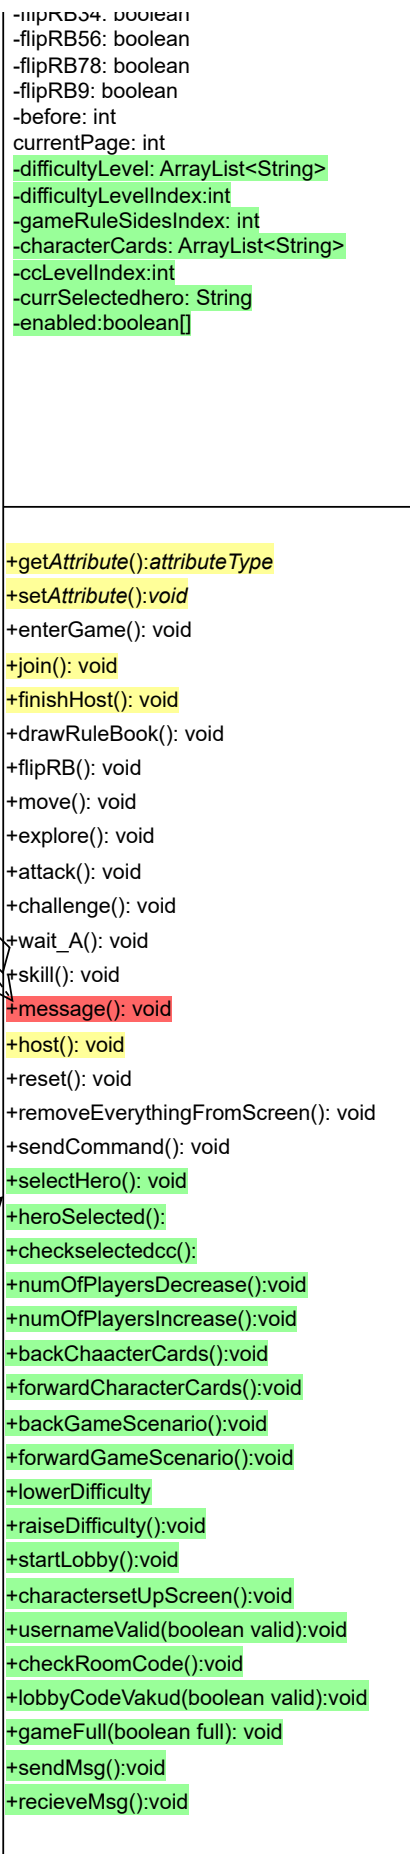 -flipRB34: boolean
-flipRB56: boolean
-flipRB78: boolean
-flipRB9: boolean
-before: int
currentPage: int
-difficultyLevel: ArrayList<String>
-difficultyLevelIndex:int
-gameRuleSidesIndex: int
-characterCards: ArrayList<String>
-ccLevelIndex:int
-currSelectedhero: String
-enabled:boolean[]
+getAttribute():attributeType
+setAttribute():void
+enterGame(): void
+join(): void
+finishHost(): void
+drawRuleBook(): void
+flipRB(): void
+move(): void
+explore(): void
+attack(): void
+challenge(): void
+wait_A(): void
+skill(): void
+message(): void
+host(): void
+reset(): void
+removeEverythingFromScreen(): void
+sendCommand(): void
+selectHero(): void
+heroSelected():
+checkselectedcc():
+numOfPlayersDecrease():void
+numOfPlayersIncrease():void
+backChaacterCards():void
+forwardCharacterCards():void
+backGameScenario():void
+forwardGameScenario():void
+lowerDifficulty
+raiseDifficulty():void
+startLobby():void
+charactersetUpScreen():void
+usernameValid(boolean valid):void
+checkRoomCode():void
+lobbyCodeVakud(boolean valid):void
+gameFull(boolean full): void
+sendMsg():void
+recieveMsg():void